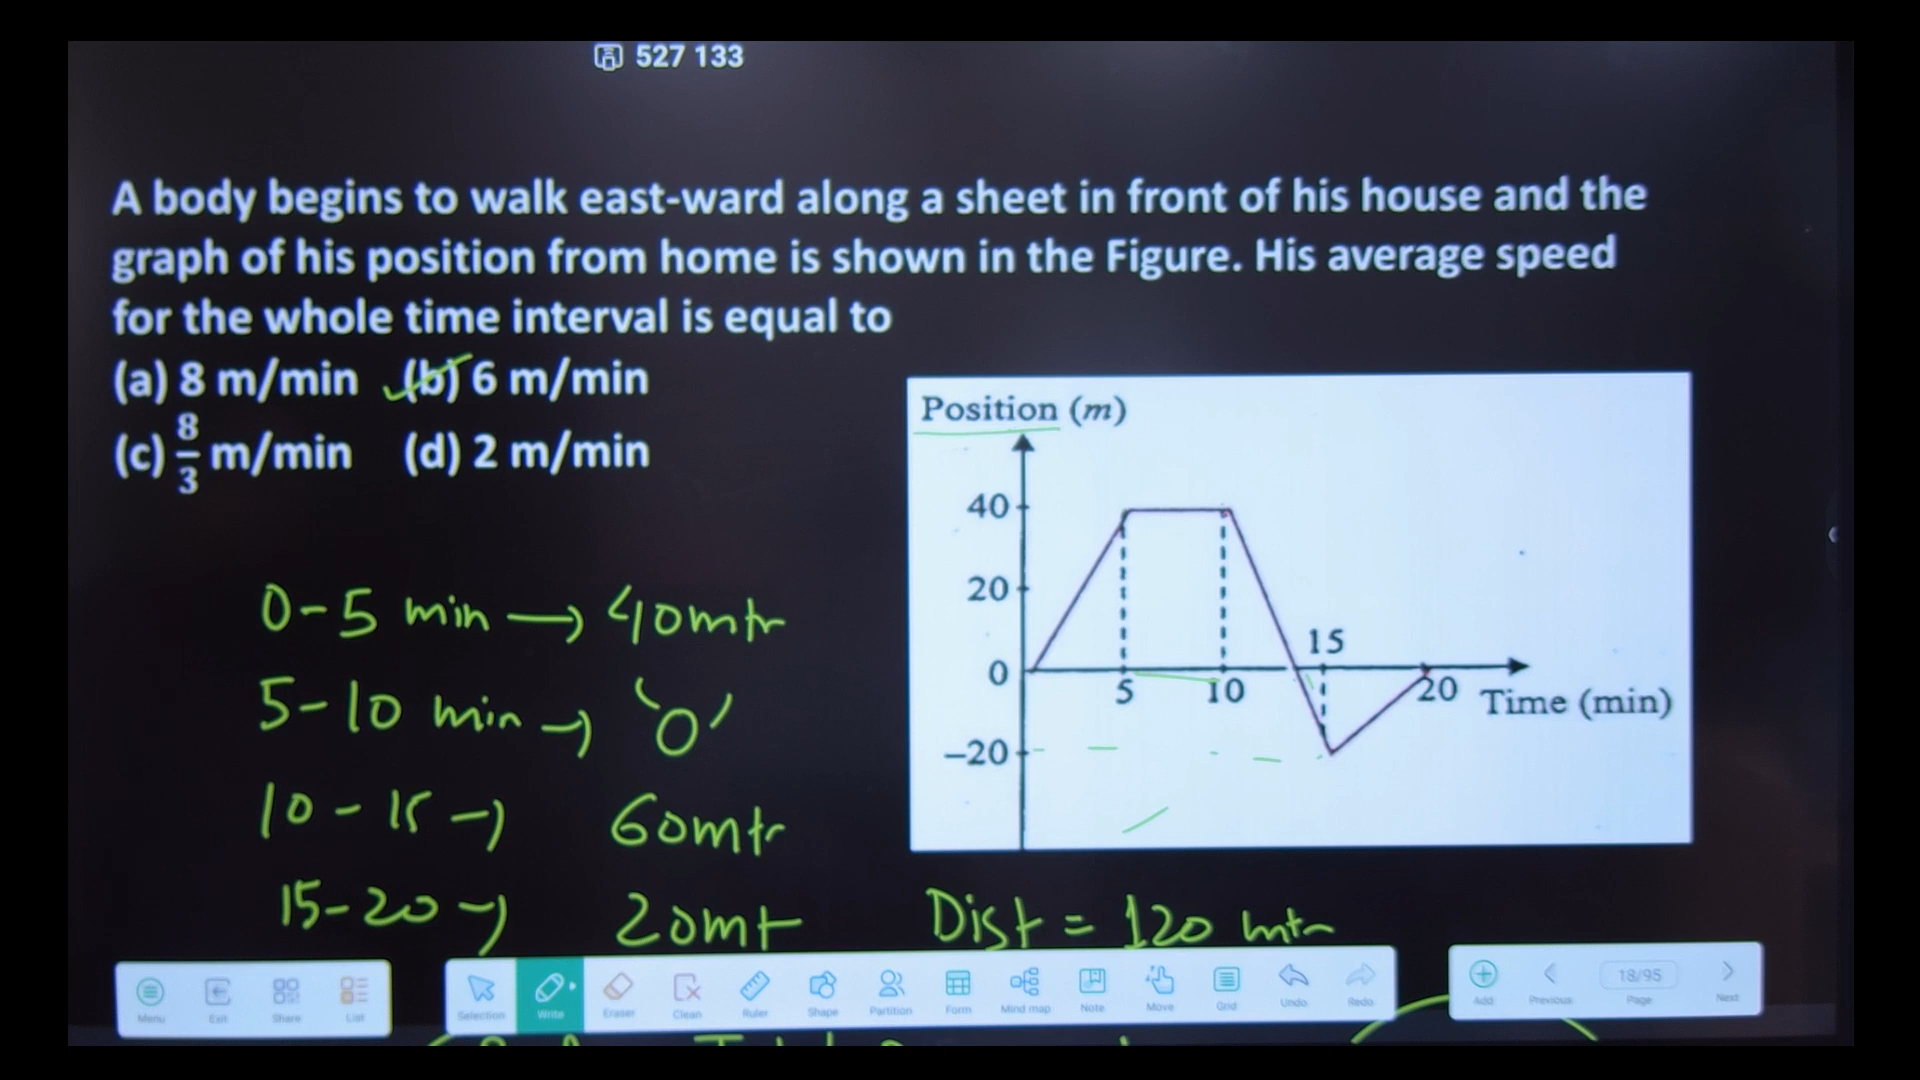 527 133
A body begins to walk east-ward along a sheet in front of his house and the
graph of his position from home is shown in the Figure. His average speed
for the whole time interval is equal to
(a) 8 m/min (b) 6 m/min
(c) 8/3 m/min (d) 2 m/min
Position (m)
40
20
0
-20
5
10
15
20
Time (min)
0-5 min → 40mtr
5-10 min → '0'
10-15 → 60mtr
15-20 → 20mt
Dist = 120 mtr
Menu Exit Share List
Selection Write Eraser Clean Ruler Shape Partition Form Mind map Note Move Grid Undo Redo
Add Previous 18/95 Page Next